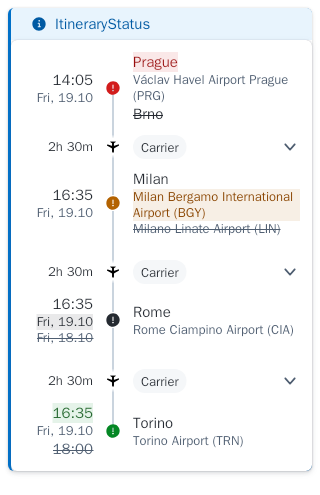 ItineraryStatus
Prague
14:05
Fri, 19.10
Václav Havel Airport Prague
(PRG)
Brno
2h 30m
Carrier
Milan
16:35
Fri, 19.10
Milan Bergamo International
Airport (BGY)
Milano Linate Airport (LIN)
2h 30m
Carrier
16:35
Fri, 19.10
Fri, 18.10
Rome
Rome Ciampino Airport (CIA)
2h 30m
Carrier
16:35
Fri, 19.10
18:00
Torino
Torino Airport (TRN)